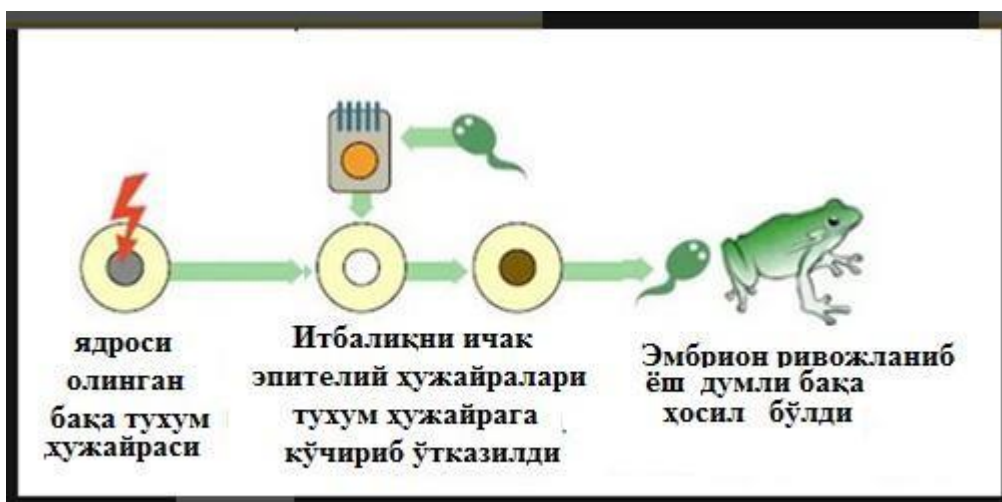 ядроси
олинган
бақа тухум
ҳужайраси
Итбалиқни ичак
эпителий ҳужайралари
тухум ҳужайрага
кўчириб ўтказилди
Эмбрион ривожланиб
ёш думли бақа
ҳосил бўлди